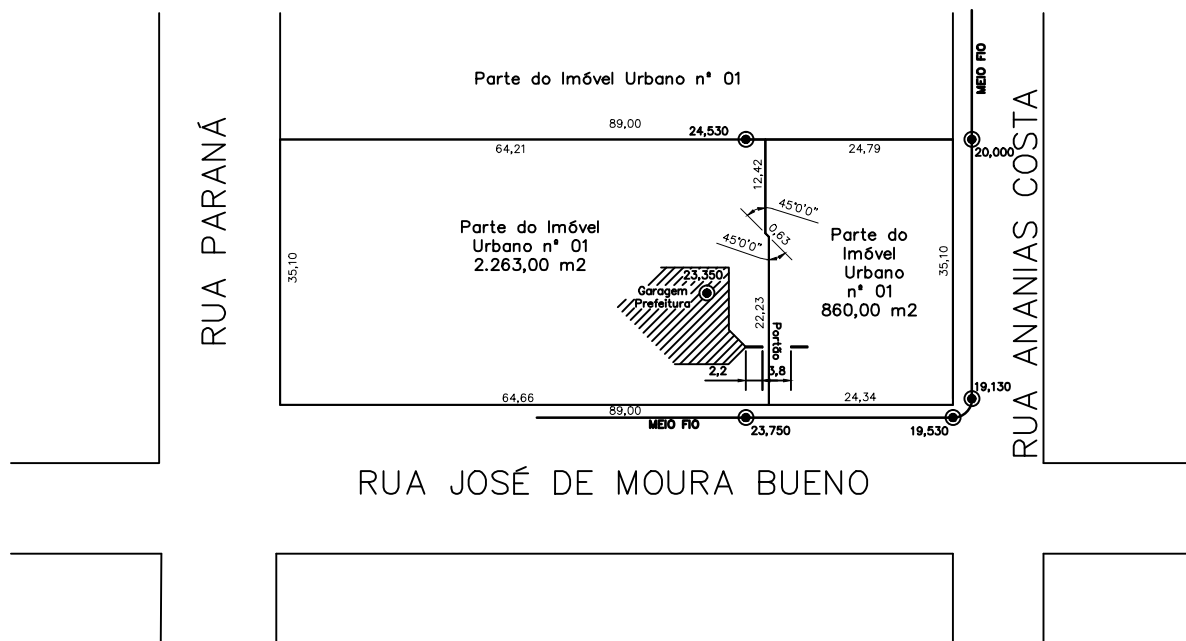 MEIO FIO
Parte do Imóvel Urbano nº 01
RUA PARANÁ
89,00
24,530
64,21
24,79
20,000
RUA ANANIAS COSTA
12,42
45°0'0"
0,63
45°0'0"
Parte do Imóvel
Urbano nº 01
2.263,00 m2
Parte do
Imóvel
Urbano
nº 01
860,00 m2
35,10
35,10
23,350
Garagem
Prefeitura
22,23
Portão
2,2
3,8
19,130
64,66
24,34
89,00
MEIO FIO
23,750
19,530
RUA JOSÉ DE MOURA BUENO